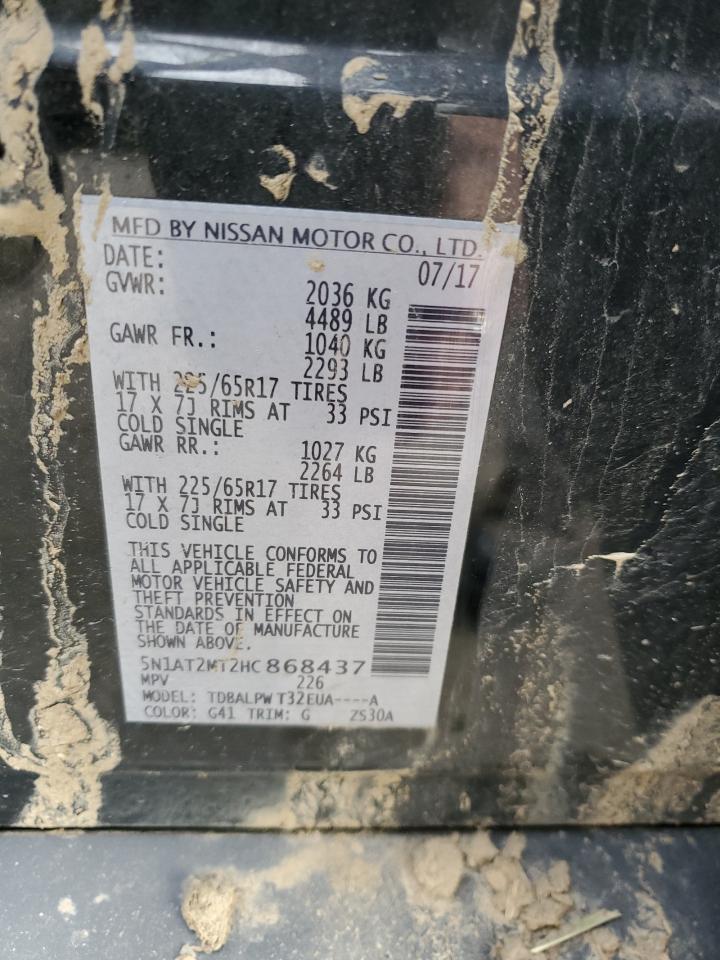 MFD BY NISSAN MOTOR CO., LTD.
DATE: 07/17
GVWR: 2036 KG
4489 LB
GAWR FR.: 1040 KG
2293 LB
WITH 225/65R17 TIRES
17 X 7J RIMS AT 33 PSI
COLD SINGLE
GAWR RR.: 1027 KG
2264 LB
WITH 225/65R17 TIRES
17 X 7J RIMS AT 33 PSI
COLD SINGLE
THIS VEHICLE CONFORMS TO
ALL APPLICABLE FEDERAL
MOTOR VEHICLE SAFETY AND
THEFT PREVENTION
STANDARDS IN EFFECT ON
THE DATE OF MANUFACTURE
SHOWN ABOVE.
5N1AT2MT2HC868437
MPV 226
MODEL: TDBALPW T32EUA----A
COLOR: G41 TRIM: G ZS30A